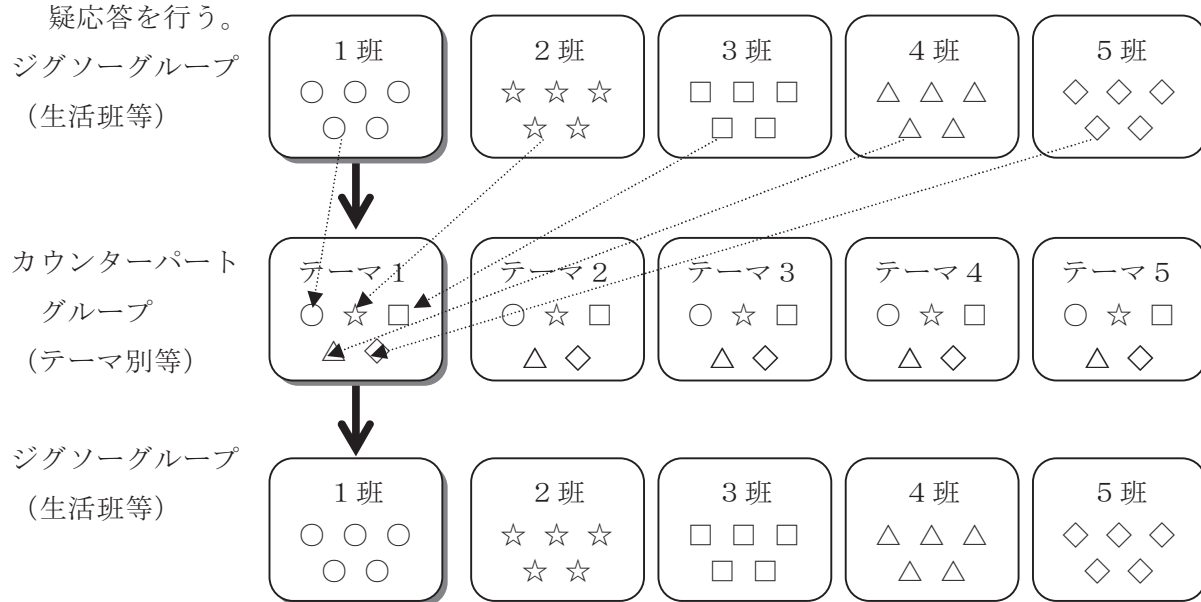 疑応答を行う。
ジグソーグループ
（生活班等）
１班 ２班 ３班 ４班 ５班
カウンターパート
グループ
（テーマ別等）
テーマ１ テーマ２ テーマ３ テーマ４ テーマ５
ジグソーグループ
（生活班等）
１班 ２班 ３班 ４班 ５班